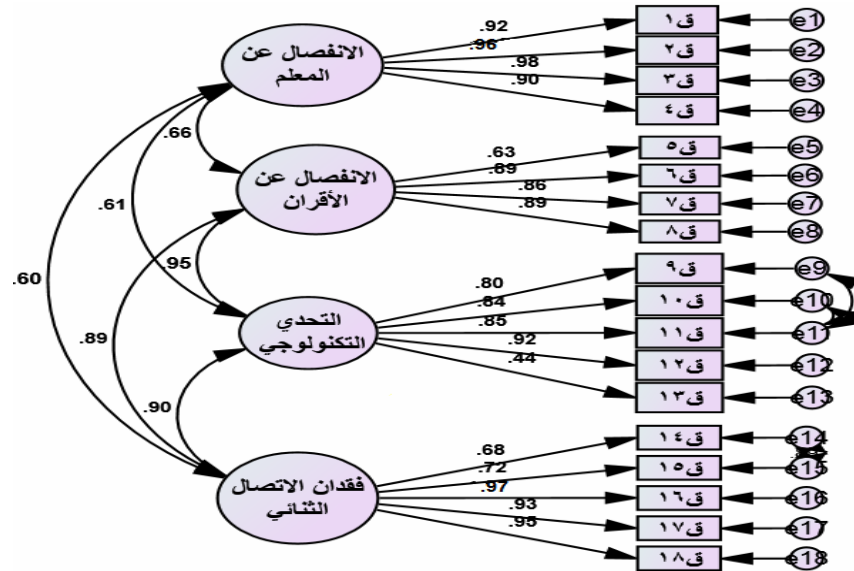 الانفصال عن
المعلم
.92
.96
.98
.90
ق١
ق٢
ق٣
ق٤
e1
e2
e3
e4
.66
الانفصال عن
الأقران
.63
.89
.86
.89
ق٥
ق٦
ق٧
ق٨
e5
e6
e7
e8
.61
.95
.60
التحدي
التكنولوجي
.80
.84
.85
.92
.44
ق٩
ق١٠
ق١١
ق١٢
ق١٣
e9
e10
e11
e12
e13
.89
.90
فقدان الاتصال
الثنائي
.68
.72
.97
.93
.95
ق١٤
ق١٥
ق١٦
ق١٧
ق١٨
e14
e15
e16
e17
e18